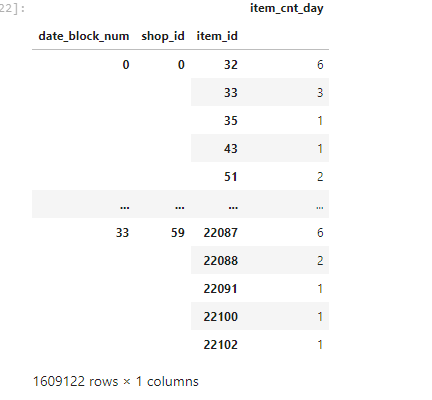 22]:
item_cnt_day
date_block_num shop_id item_id
0 0 32 6
33 3
35 1
43 1
51 2
... ... ... ...
33 59 22087 6
22088 2
22091 1
22100 1
22102 1
1609122 rows × 1 columns